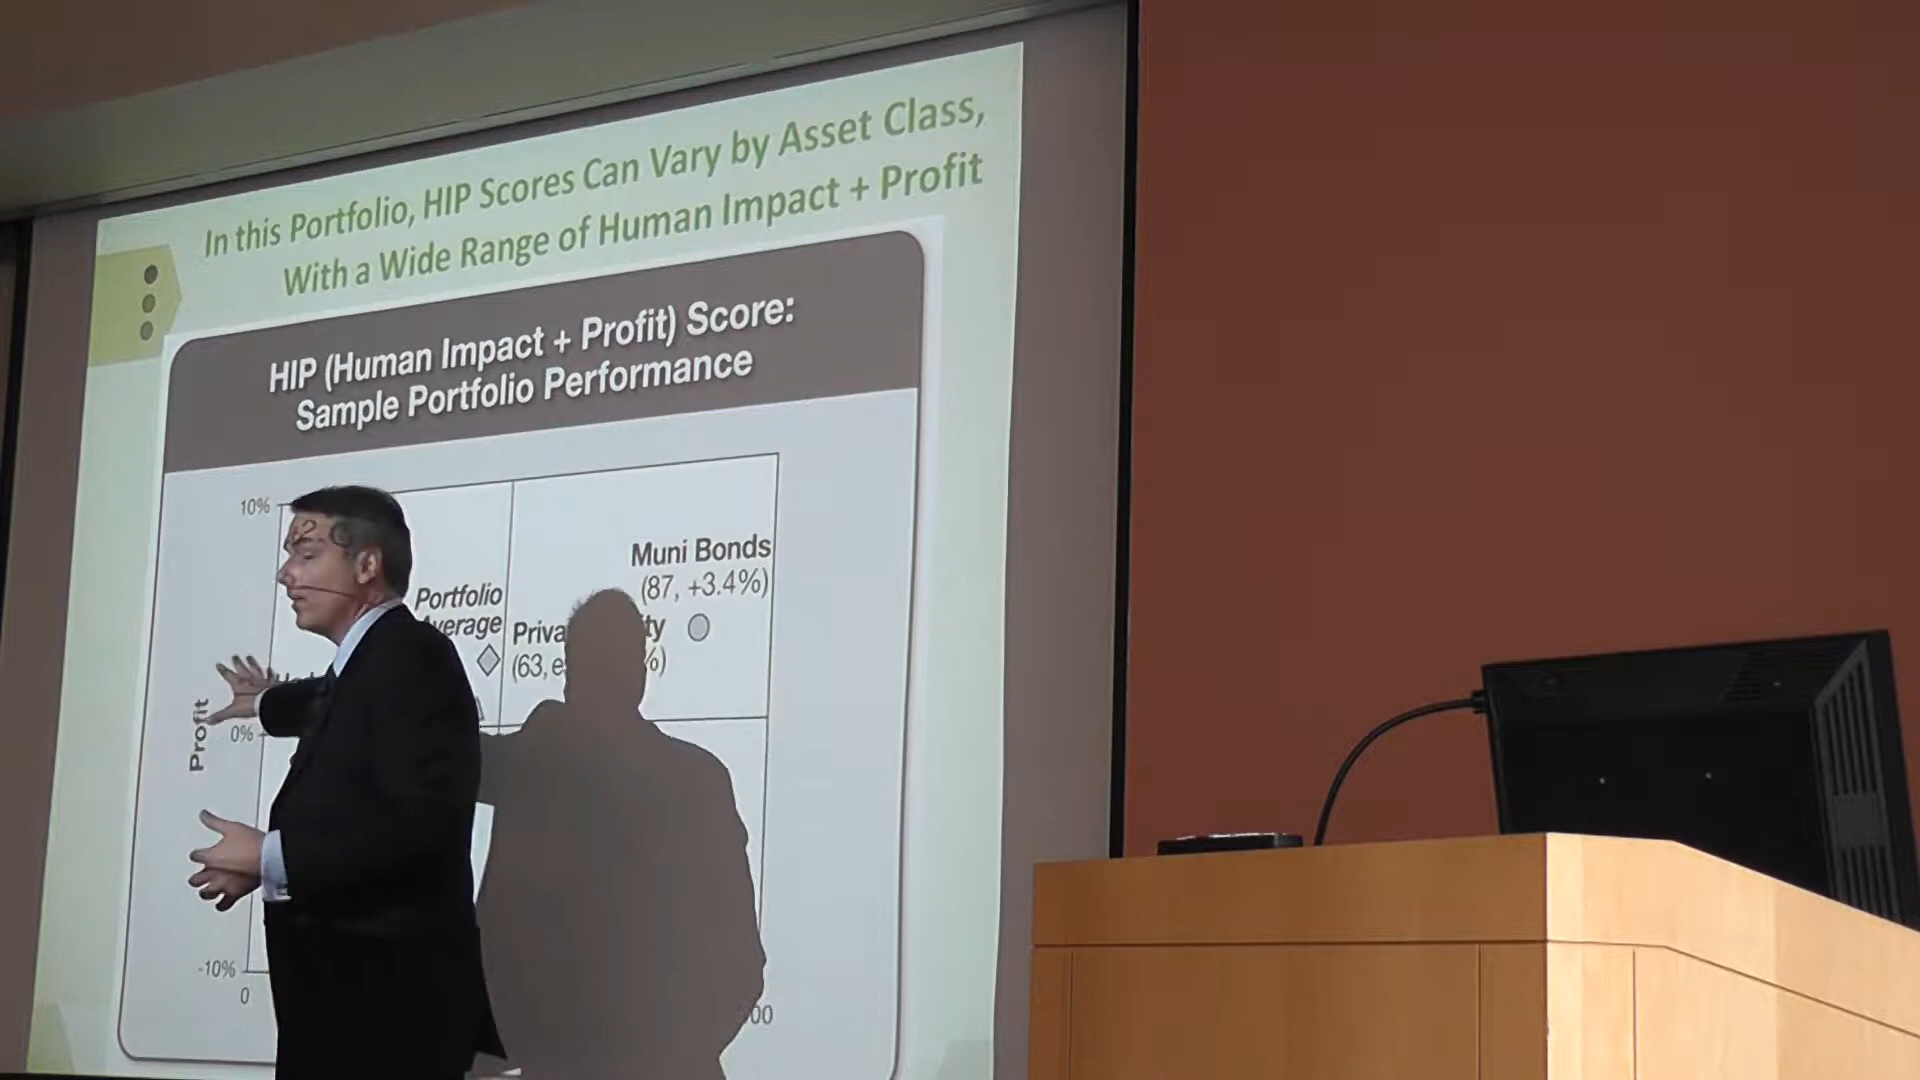 In this Portfolio, HIP Scores Can Vary by Asset Class,
With a Wide Range of Human Impact + Profit
HIP (Human Impact + Profit) Score:
Sample Portfolio Performance
10%
Muni Bonds
(87, +3.4%)
Portfolio
Average
(63,
Profit
0%
-10%
0